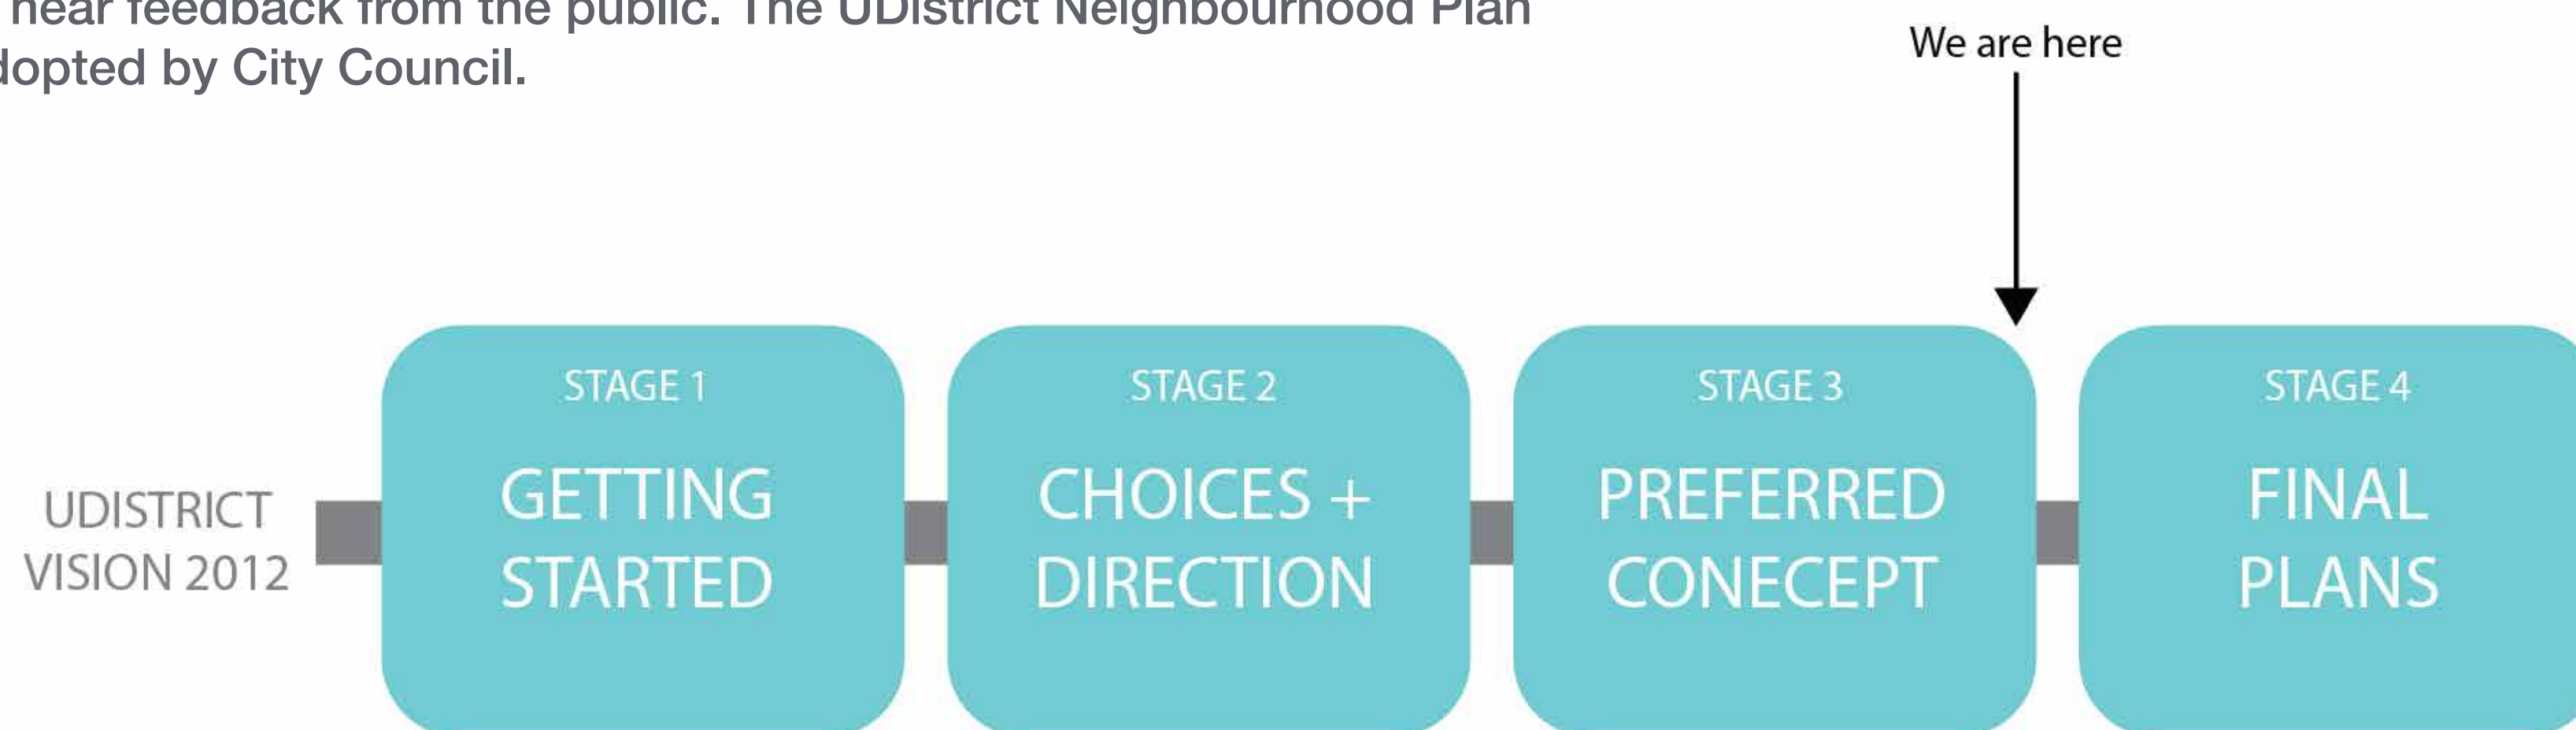 hear feedback from the public. The UDistrict Neighbourhood Plan
dopted by City Council.
We are here
UDISTRICT
VISION 2012
STAGE 1
GETTING
STARTED
STAGE 2
CHOICES +
DIRECTION
STAGE 3
PREFERRED
CONECEPT
STAGE 4
FINAL
PLANS